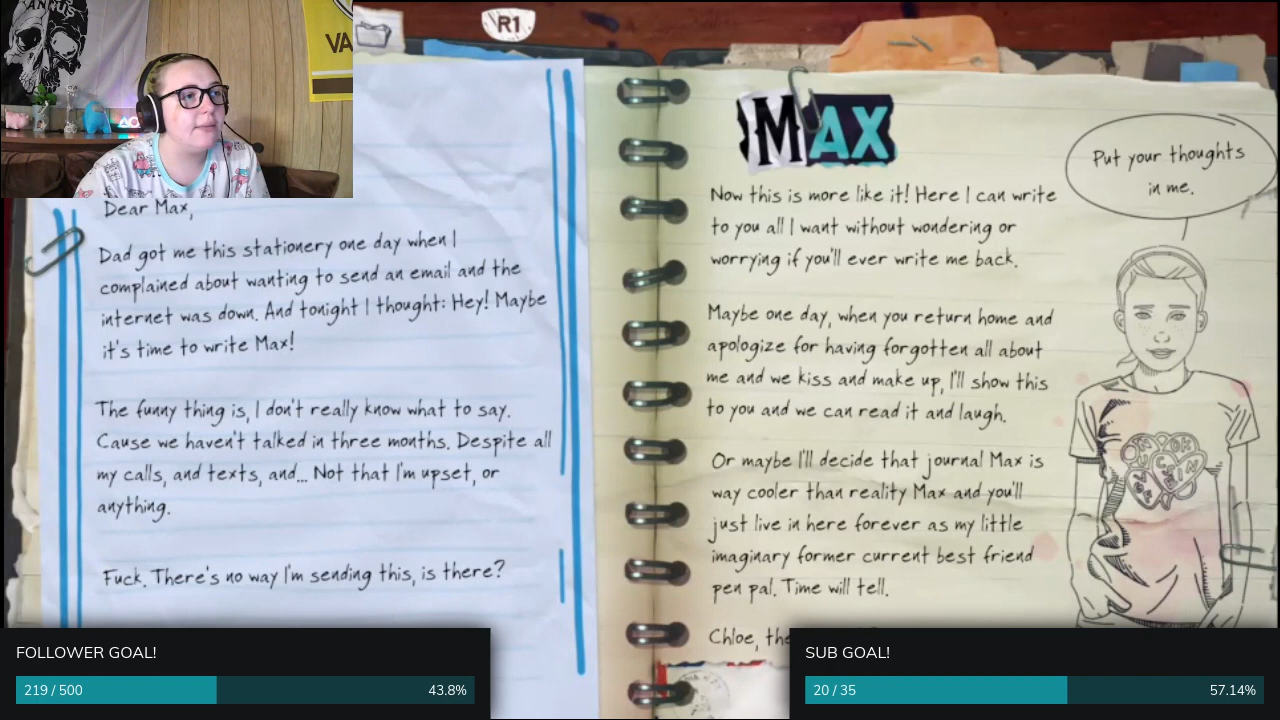 R1
VA
Dear Max,
Dad got me this stationery one day when I
complained about wanting to send an email and the
internet was down. And tonight I thought: Hey! Maybe
it's time to write Max!
The funny thing is, I don't really know what to say.
Cause we haven't talked in three months. Despite all
my calls, and texts, and... Not that I'm upset, or
anything.
Fuck. There's no way I'm sending this, is there?
MAX
Now this is more like it! Here I can write
to you all I want without wondering or
worrying if you'll ever write me back.
Maybe one day, when you return home and
apologize for having forgotten all about
me and we kiss and make up, I'll show this
to you and we can read it and laugh.
Or maybe I'll decide that journal Max is
way cooler than reality Max and you'll
just live in here forever as my little
imaginary former current best friend
pen pal. Time will tell.
Chloe, the
Put your thoughts
in me.
FOLLOWER GOAL!
219 / 500
43.8%
SUB GOAL!
20 / 35
57.14%